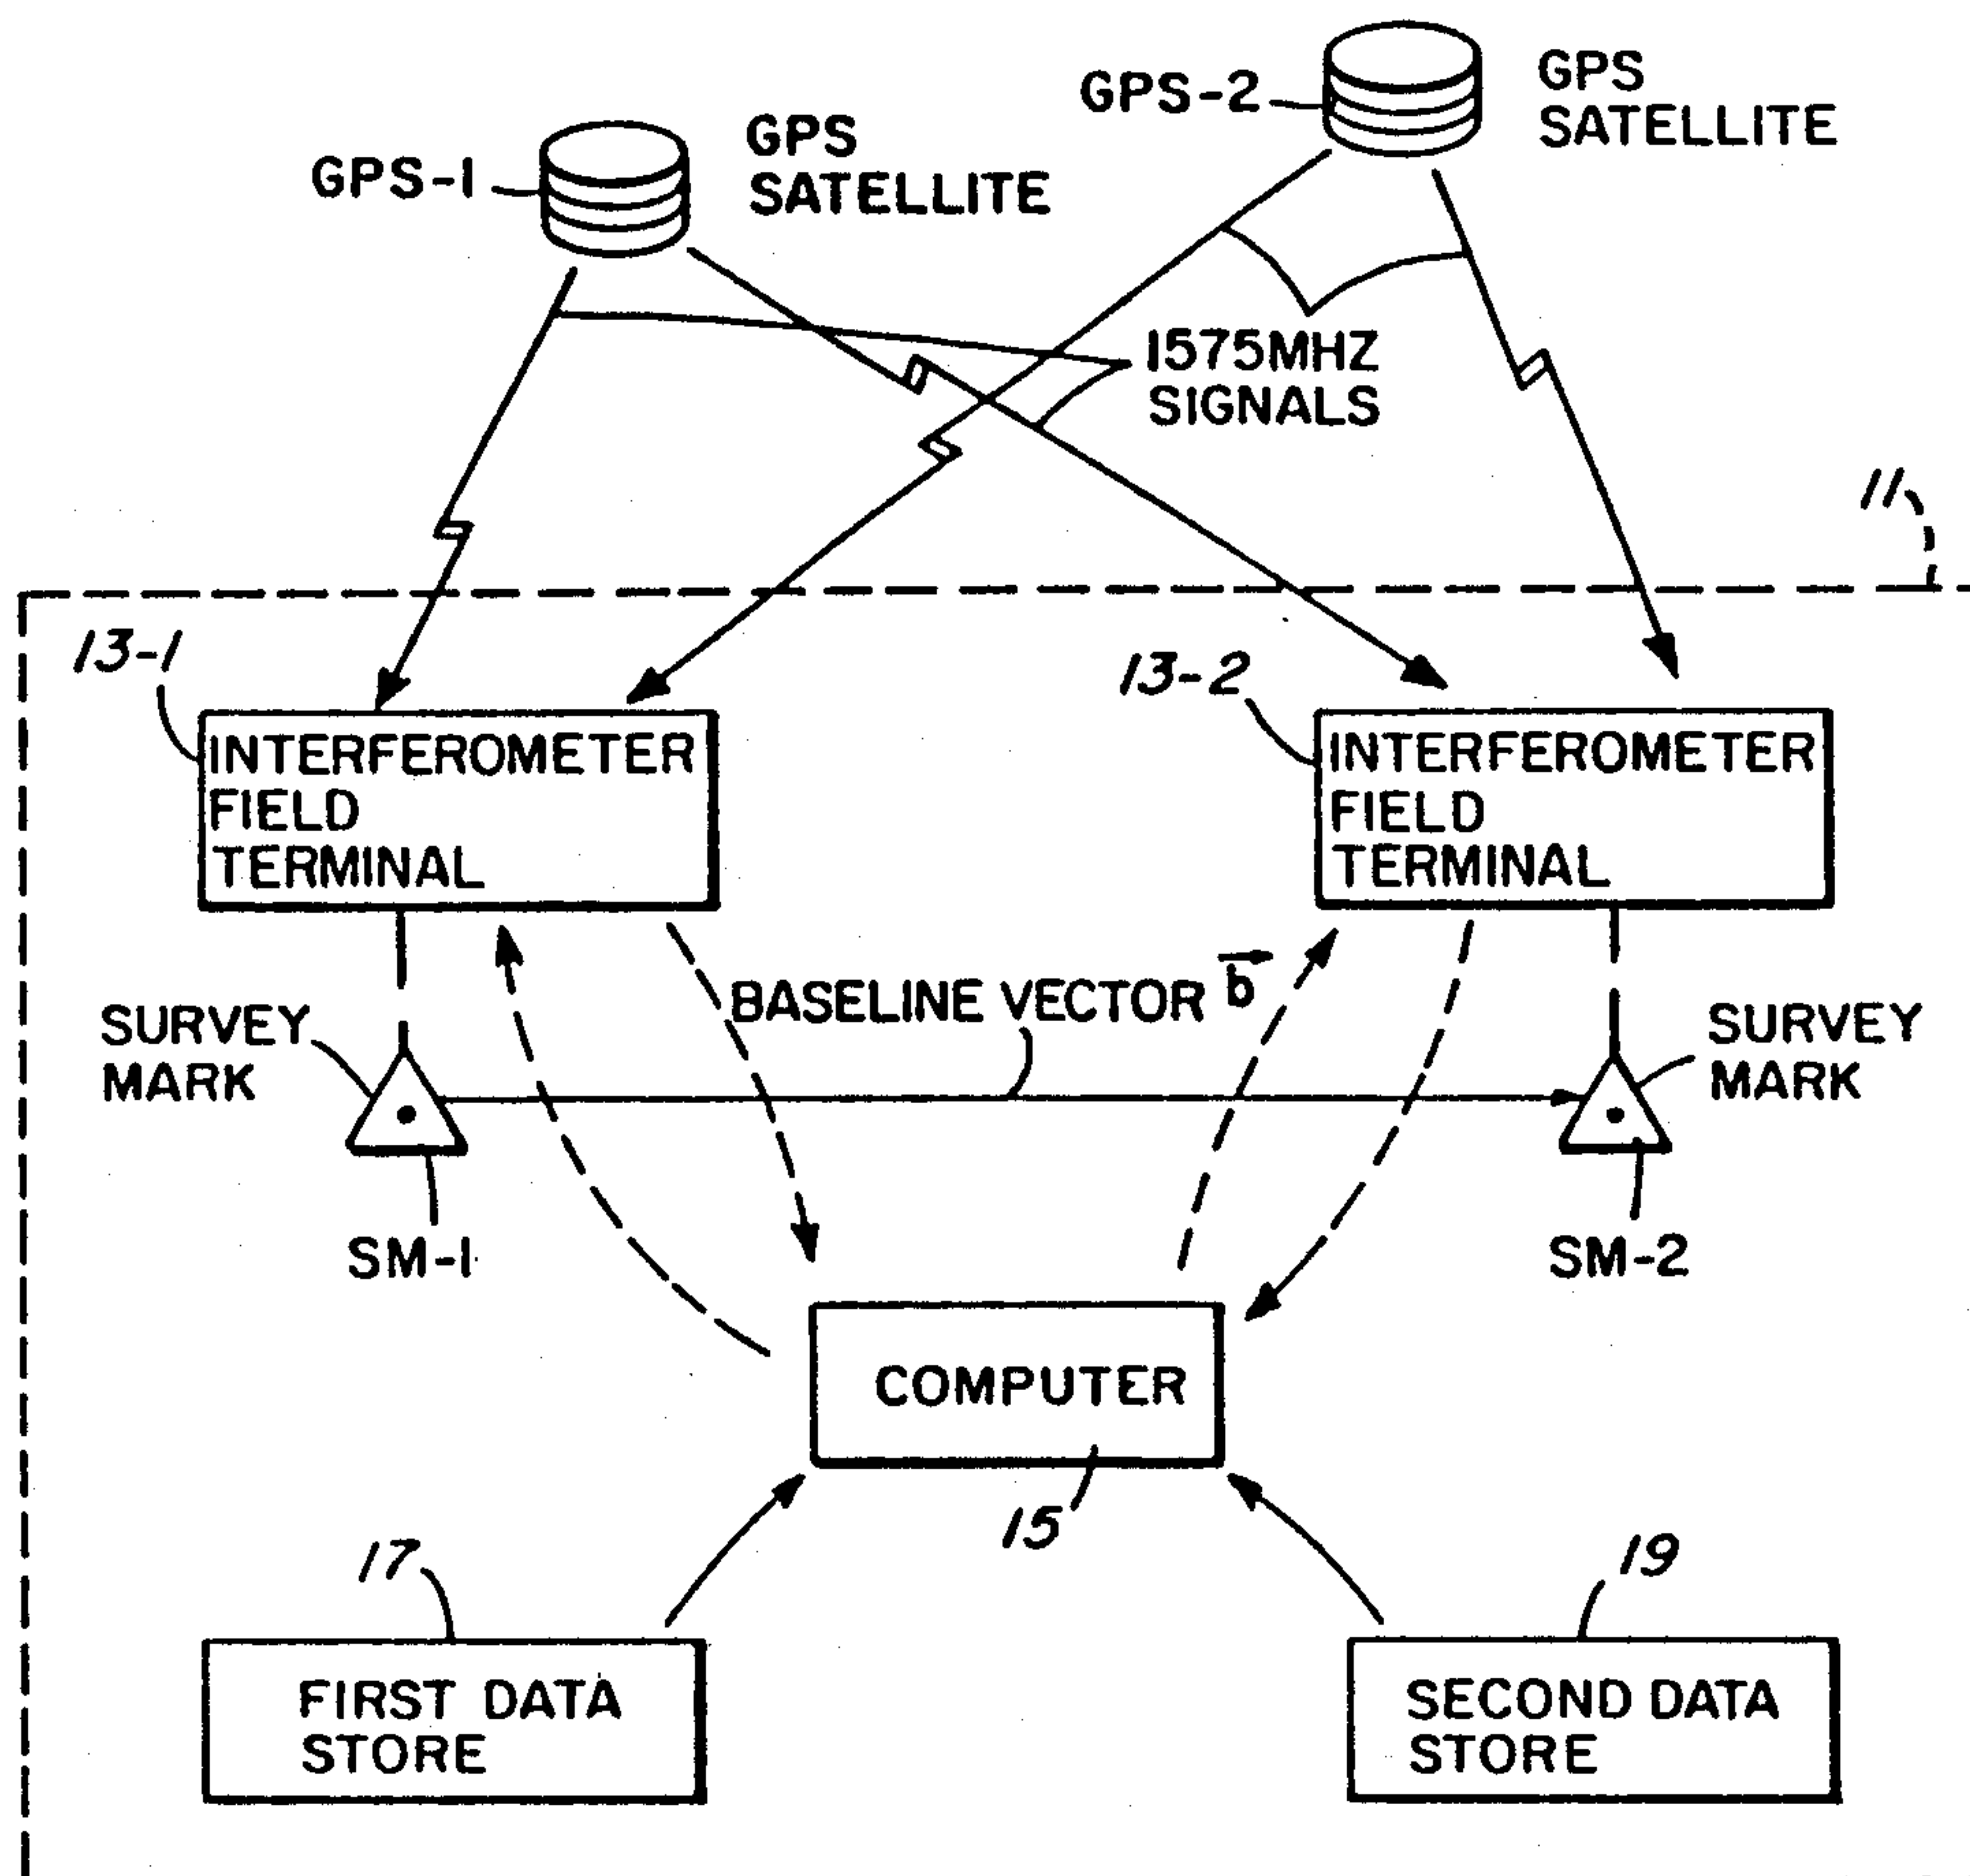 GPS-2
GPS
SATELLITE
GPS-1
GPS
SATELLITE
1575MHZ
SIGNALS
11
13-1
13-2
INTERFEROMETER
FIELD
TERMINAL
INTERFEROMETER
FIELD
TERMINAL
BASELINE VECTOR b
SURVEY
MARK
SURVEY
MARK
SM-1
SM-2
COMPUTER
15
17
19
FIRST DATA
STORE
SECOND DATA
STORE